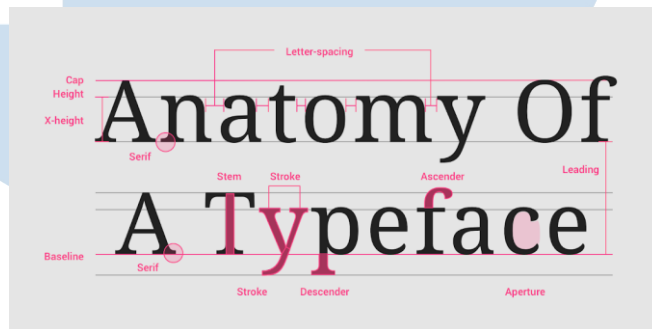 Letter-spacing
Cap
Height
X-height
Anatomy Of
Serif
Stem
Stroke
Ascender
Leading
A Typeface
Baseline
Serif
Stroke
Descender
Aperture